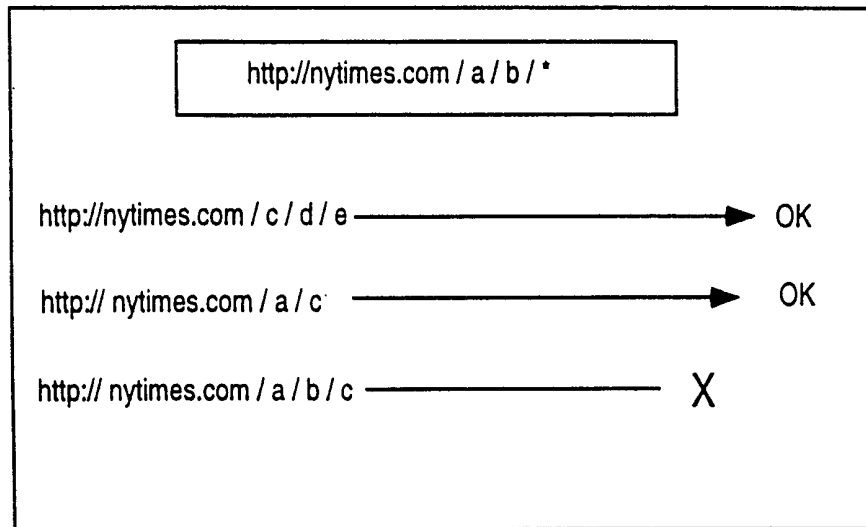 http://nytimes.com / a / b / *
http://nytimes.com / c / d / e OK
http:// nytimes.com / a / c OK
http:// nytimes.com / a / b / c X